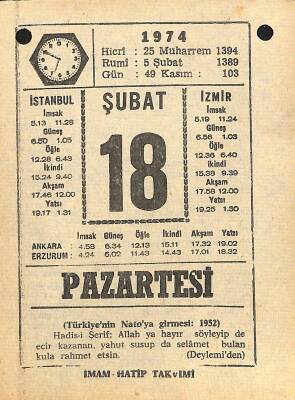 1974
Hicrî : 25 Muharrem 1394
Rumî : 5 Şubat 1389
Gün : 49 Kasım : 103
İSTANBUL
İmsak
5.13 11.28
Güneş
6.50 1.05
Öğle
12.28 6.43
İkindi
15.24 9.40
Akşam
17.46 12.00
Yatsı
19.17 1.31
ŞUBAT
18
İZMİR
İmsak
5.19 11.24
Güneş
6.56 1.03
Öğle
12.36 6.40
İkindi
15.38 9.39
Akşam
17.58 12.00
Yatsı
19.25 1.30
İmsak Güneş Öğle İkindi Akşam Yatsı
ANKARA : 4.58 6.34 12.13 15.11 17.32 19.02
ERZURUM : 4.24 6.02 11.43 14.43 17.01 18.32
PAZARTESİ
(Türkiye'nin Nato'ya girmesi: 1952)
Hadis-i Şerif: Allah ya hayır söyleyip de
ecir kazanan, yahut susup da selâmet bulan
kula rahmet etsin. (Deylemi'den)
İMAM - HATİP TAKVİMİ